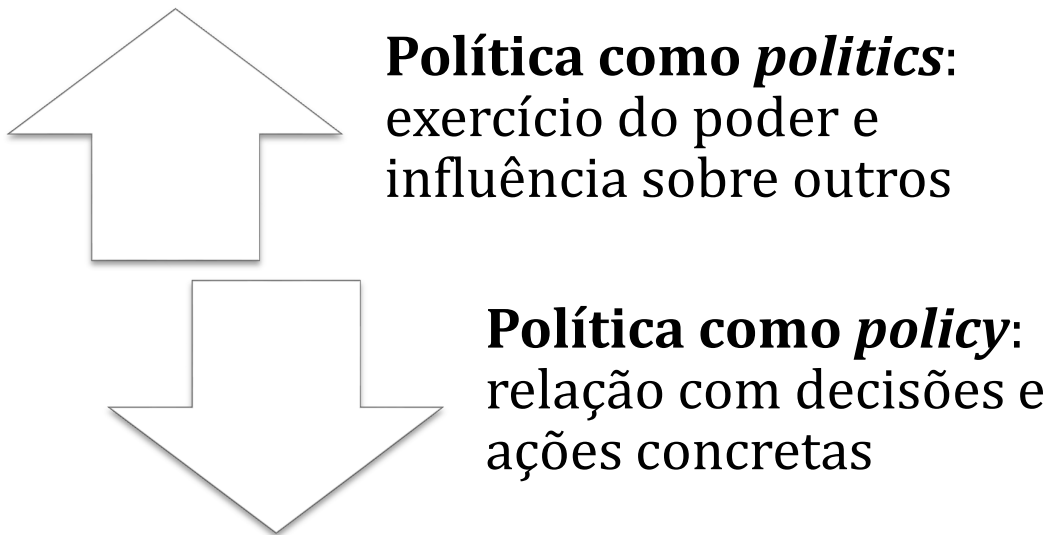 Política como politics:
exercício do poder e
influência sobre outros
Política como policy:
relação com decisões e
ações concretas